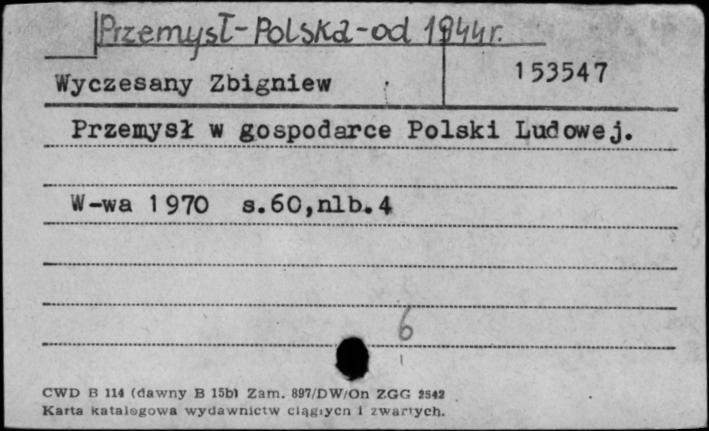 Przemysł-Polska-od 1944r.
Wyczesany Zbigniew 153547
Przemysł w gospodarce Polski Ludowej.
W-wa 1970 s.60,nlb.4
6
CWD B 114 (dawny B 15b) Zam. 897/DW/On ZGG 2542
Karta katalogowa wydawnictw ciągłych i zwartych.